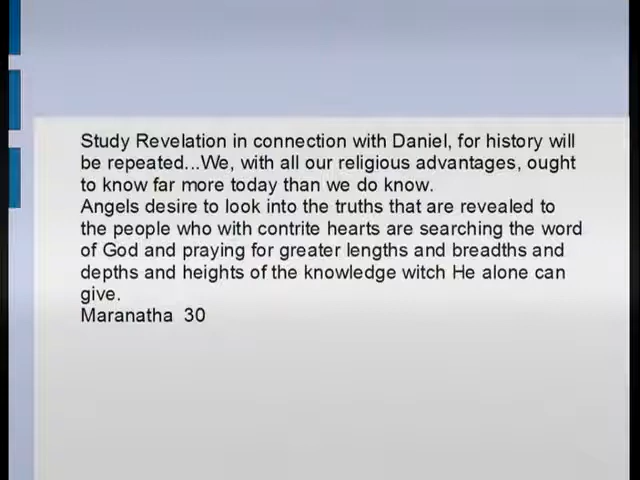 Study Revelation in connection with Daniel, for history will
be repeated...We, with all our religious advantages, ought
to know far more today than we do know.
Angels desire to look into the truths that are revealed to
the people who with contrite hearts are searching the word
of God and praying for greater lengths and breadths and
depths and heights of the knowledge witch He alone can
give.
Maranatha  30